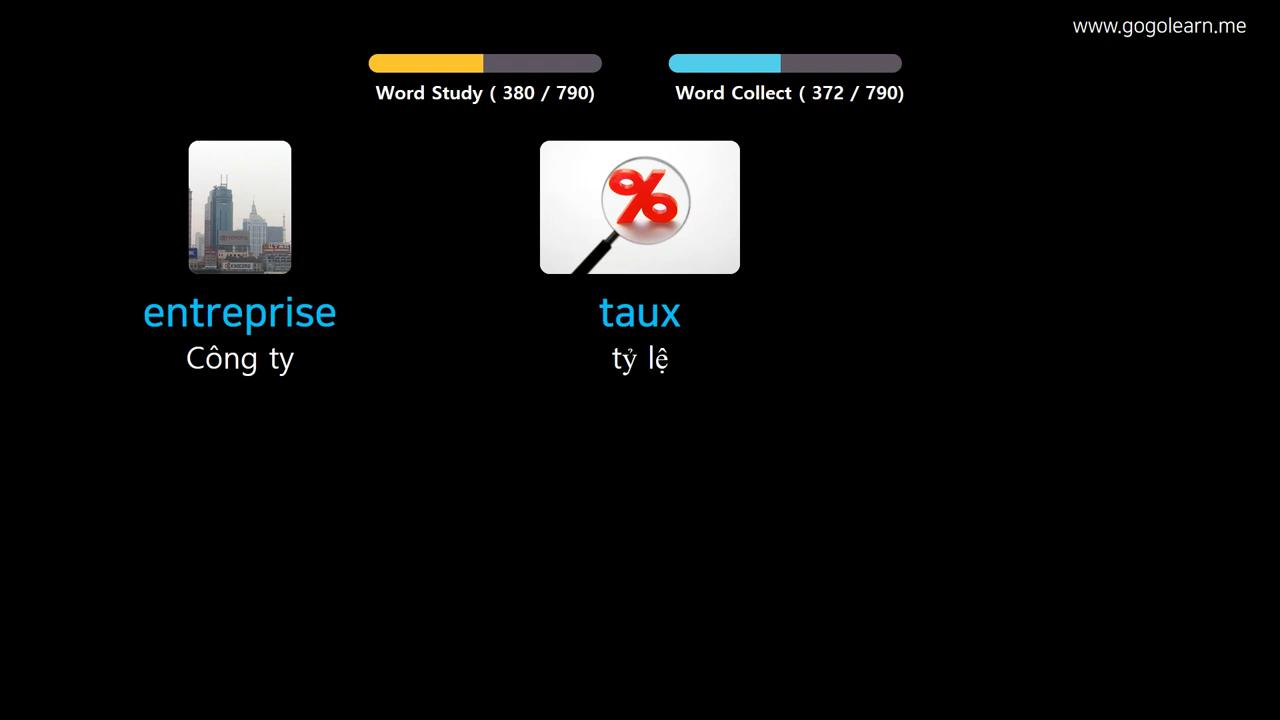 www.gogolearn.me
Word Study ( 380 / 790)
Word Collect ( 372 / 790)
entreprise
Công ty
taux
tỷ lệ